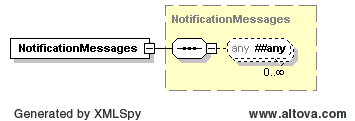 NotificationMessages
NotificationMessages
any ##any
0..∞
Generated by XMLSpy
www.altova.com